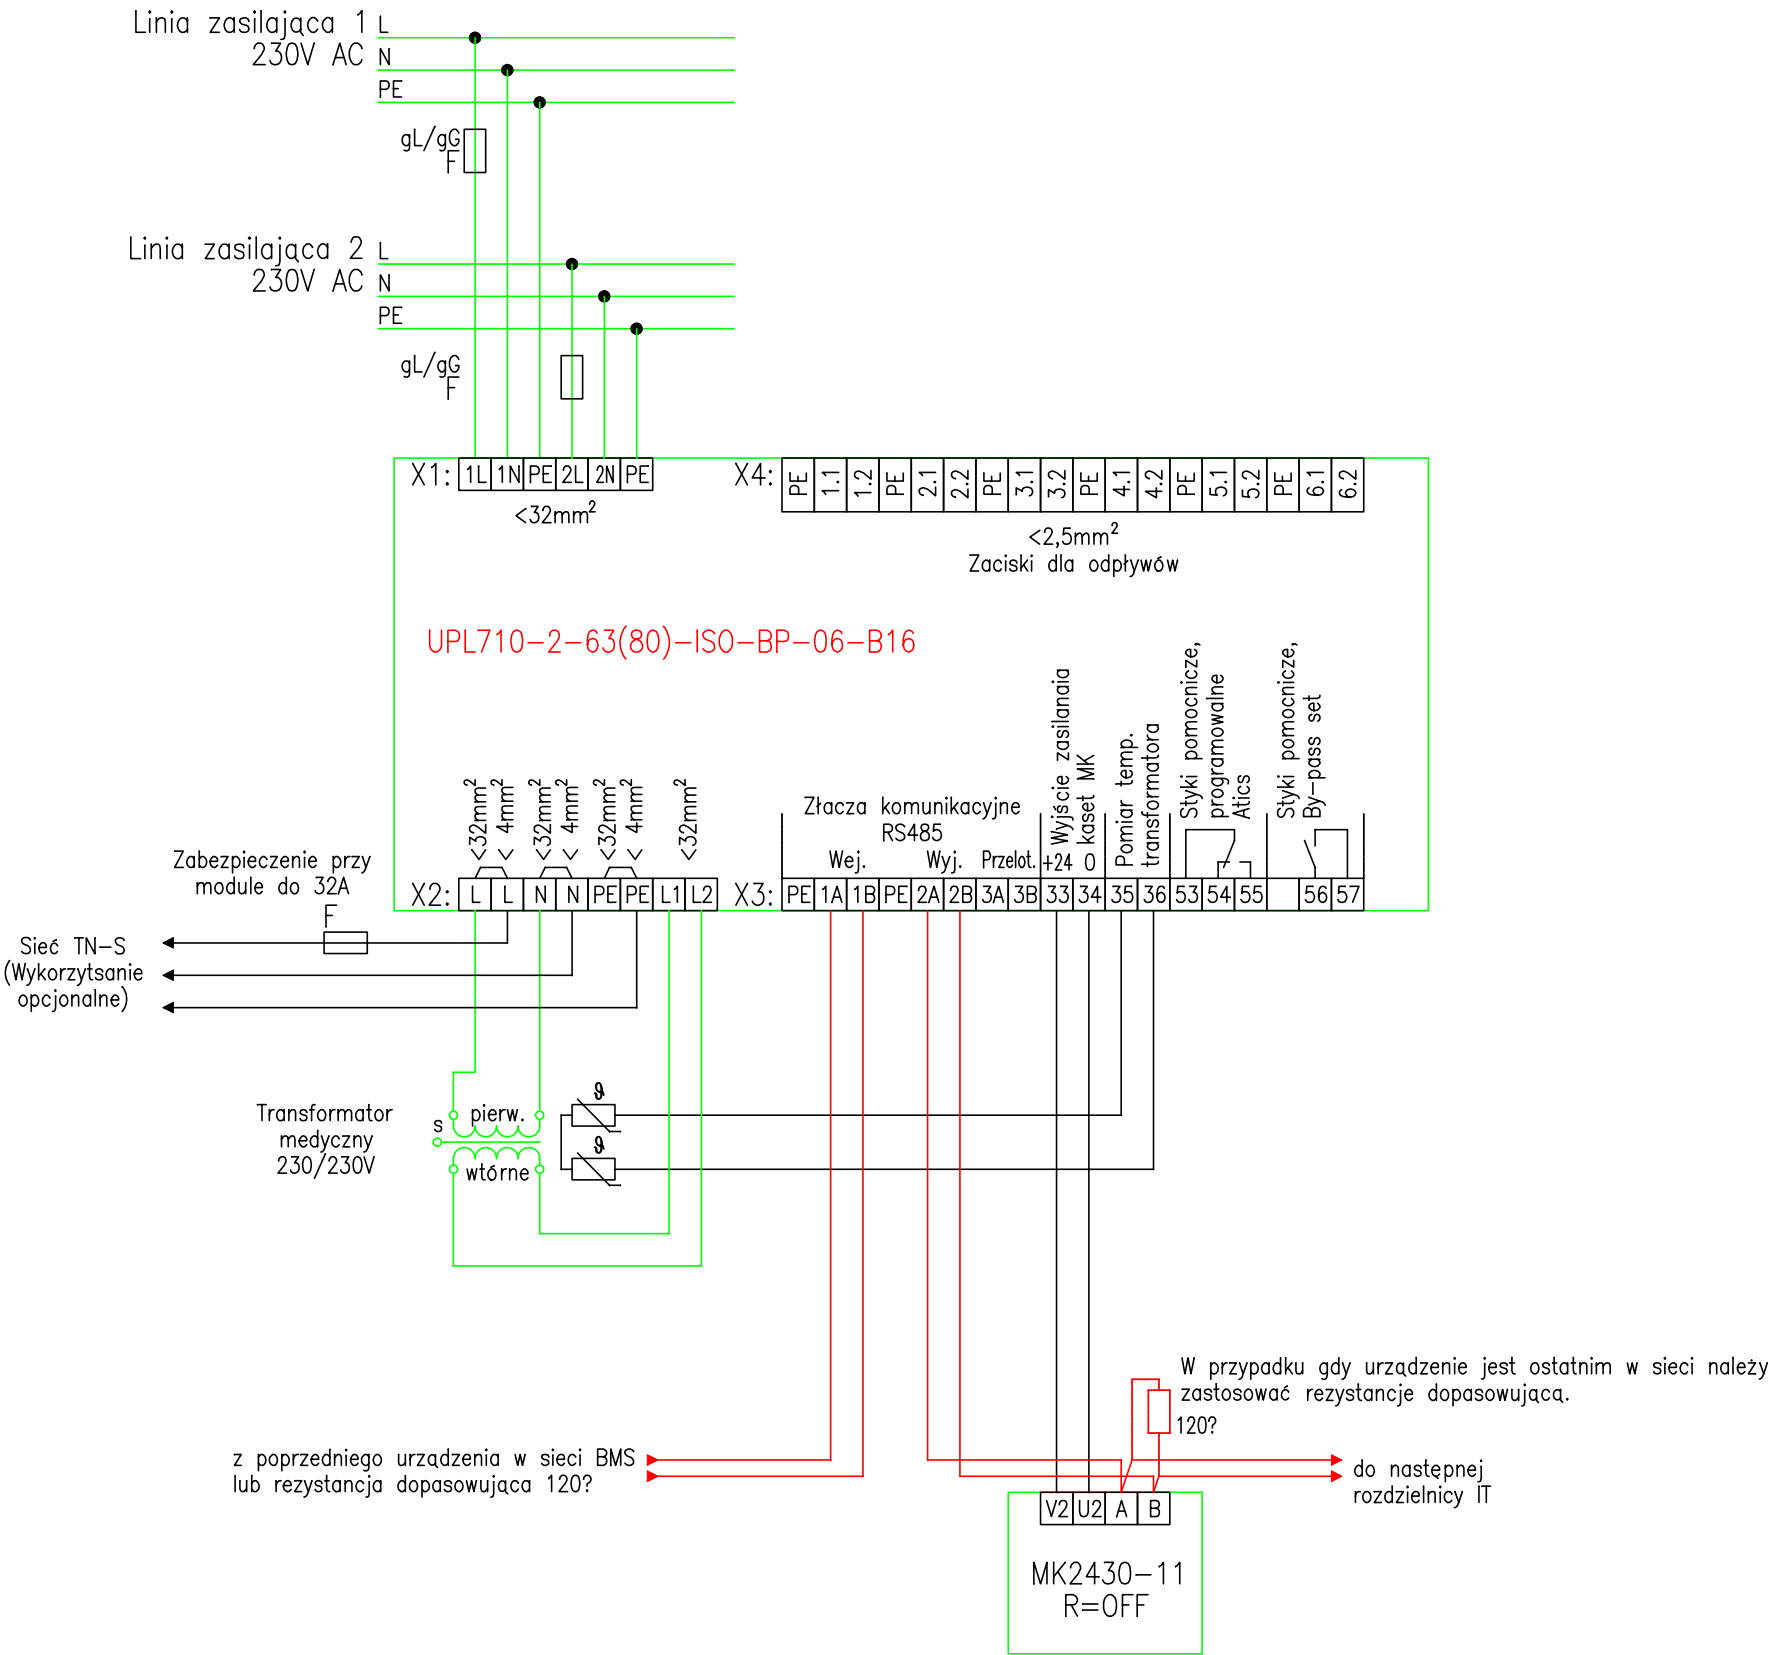 Linia zasilająca 1 L
230V AC N
PE
gL/gG
F
Linia zasilająca 2 L
230V AC N
PE
gL/gG
F
X1: 1L 1N PE 2L 2N PE
<32mm²
X4: PE 1.1 1.2 PE 2.1 2.2 PE 3.1 3.2 PE 4.1 4.2 PE 5.1 5.2 PE 6.1 6.2
<2,5mm²
Zaciski dla odpływów
UPL710-2-63(80)-ISO-BP-06-B16
<32mm²
< 4mm²
<32mm²
< 4mm²
<32mm²
< 4mm²
<32mm²
Złacza komunikacyjne
RS485
Wej. Wyj. Przelot. +24 0
Wyjście zasilanaia
kaset MK
Pomiar temp.
transformatora
Styki pomocnicze,
programowalne
Atics
Styki pomocnicze,
By-pass set
Zabezpieczenie przy
module do 32A
F
X2: L L N N PE PE L1 L2
X3: PE 1A 1B PE 2A 2B 3A 3B 33 34 35 36 53 54 55 56 57
Sieć TN-S
(Wykorzytsanie
opcjonalne)
Transformator
medyczny
230/230V
s
pierw.
wtórne
ϑ
ϑ
W przypadku gdy urządzenie jest ostatnim w sieci należy
zastosować rezystancje dopasowującą.
120?
z poprzedniego urządzenia w sieci BMS
lub rezystancja dopasowująca 120?
do następnej
rozdzielnicy IT
V2 U2 A B
MK2430-11
R=OFF